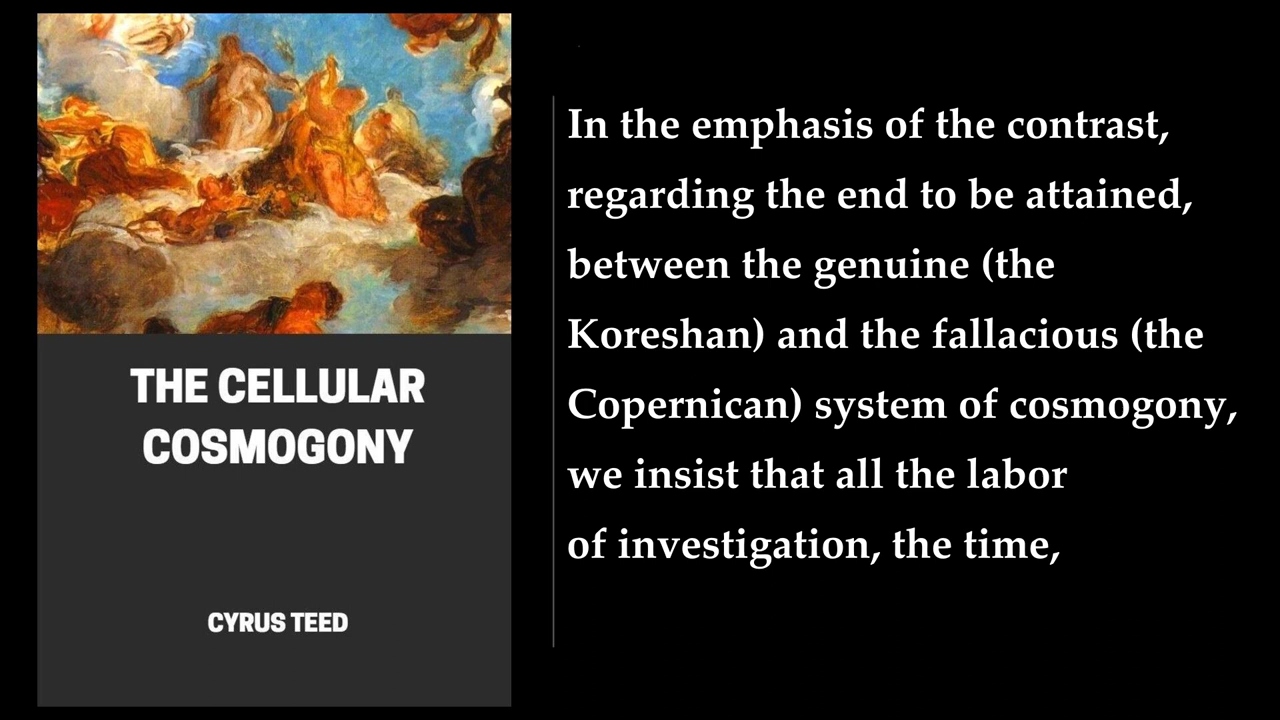 THE CELLULAR
COSMOGONY
CYRUS TEED
In the emphasis of the contrast,
regarding the end to be attained,
between the genuine (the
Koreshan) and the fallacious (the
Copernican) system of cosmogony,
we insist that all the labor
of investigation, the time,